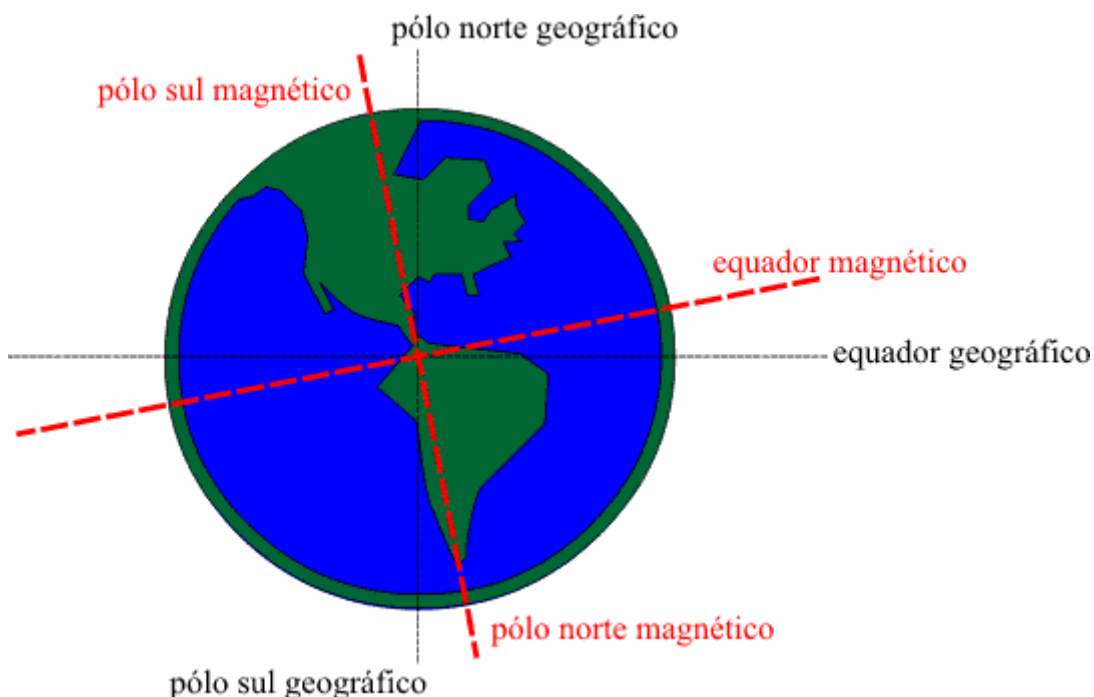 pólo norte geográfico
pólo sul magnético
equador magnético
equador geográfico
pólo norte magnético
pólo sul geográfico